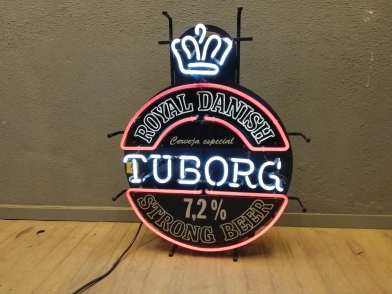 ROYAL DANISH
Cerveja especial
TUBORG
7,2%
STRONG BEER